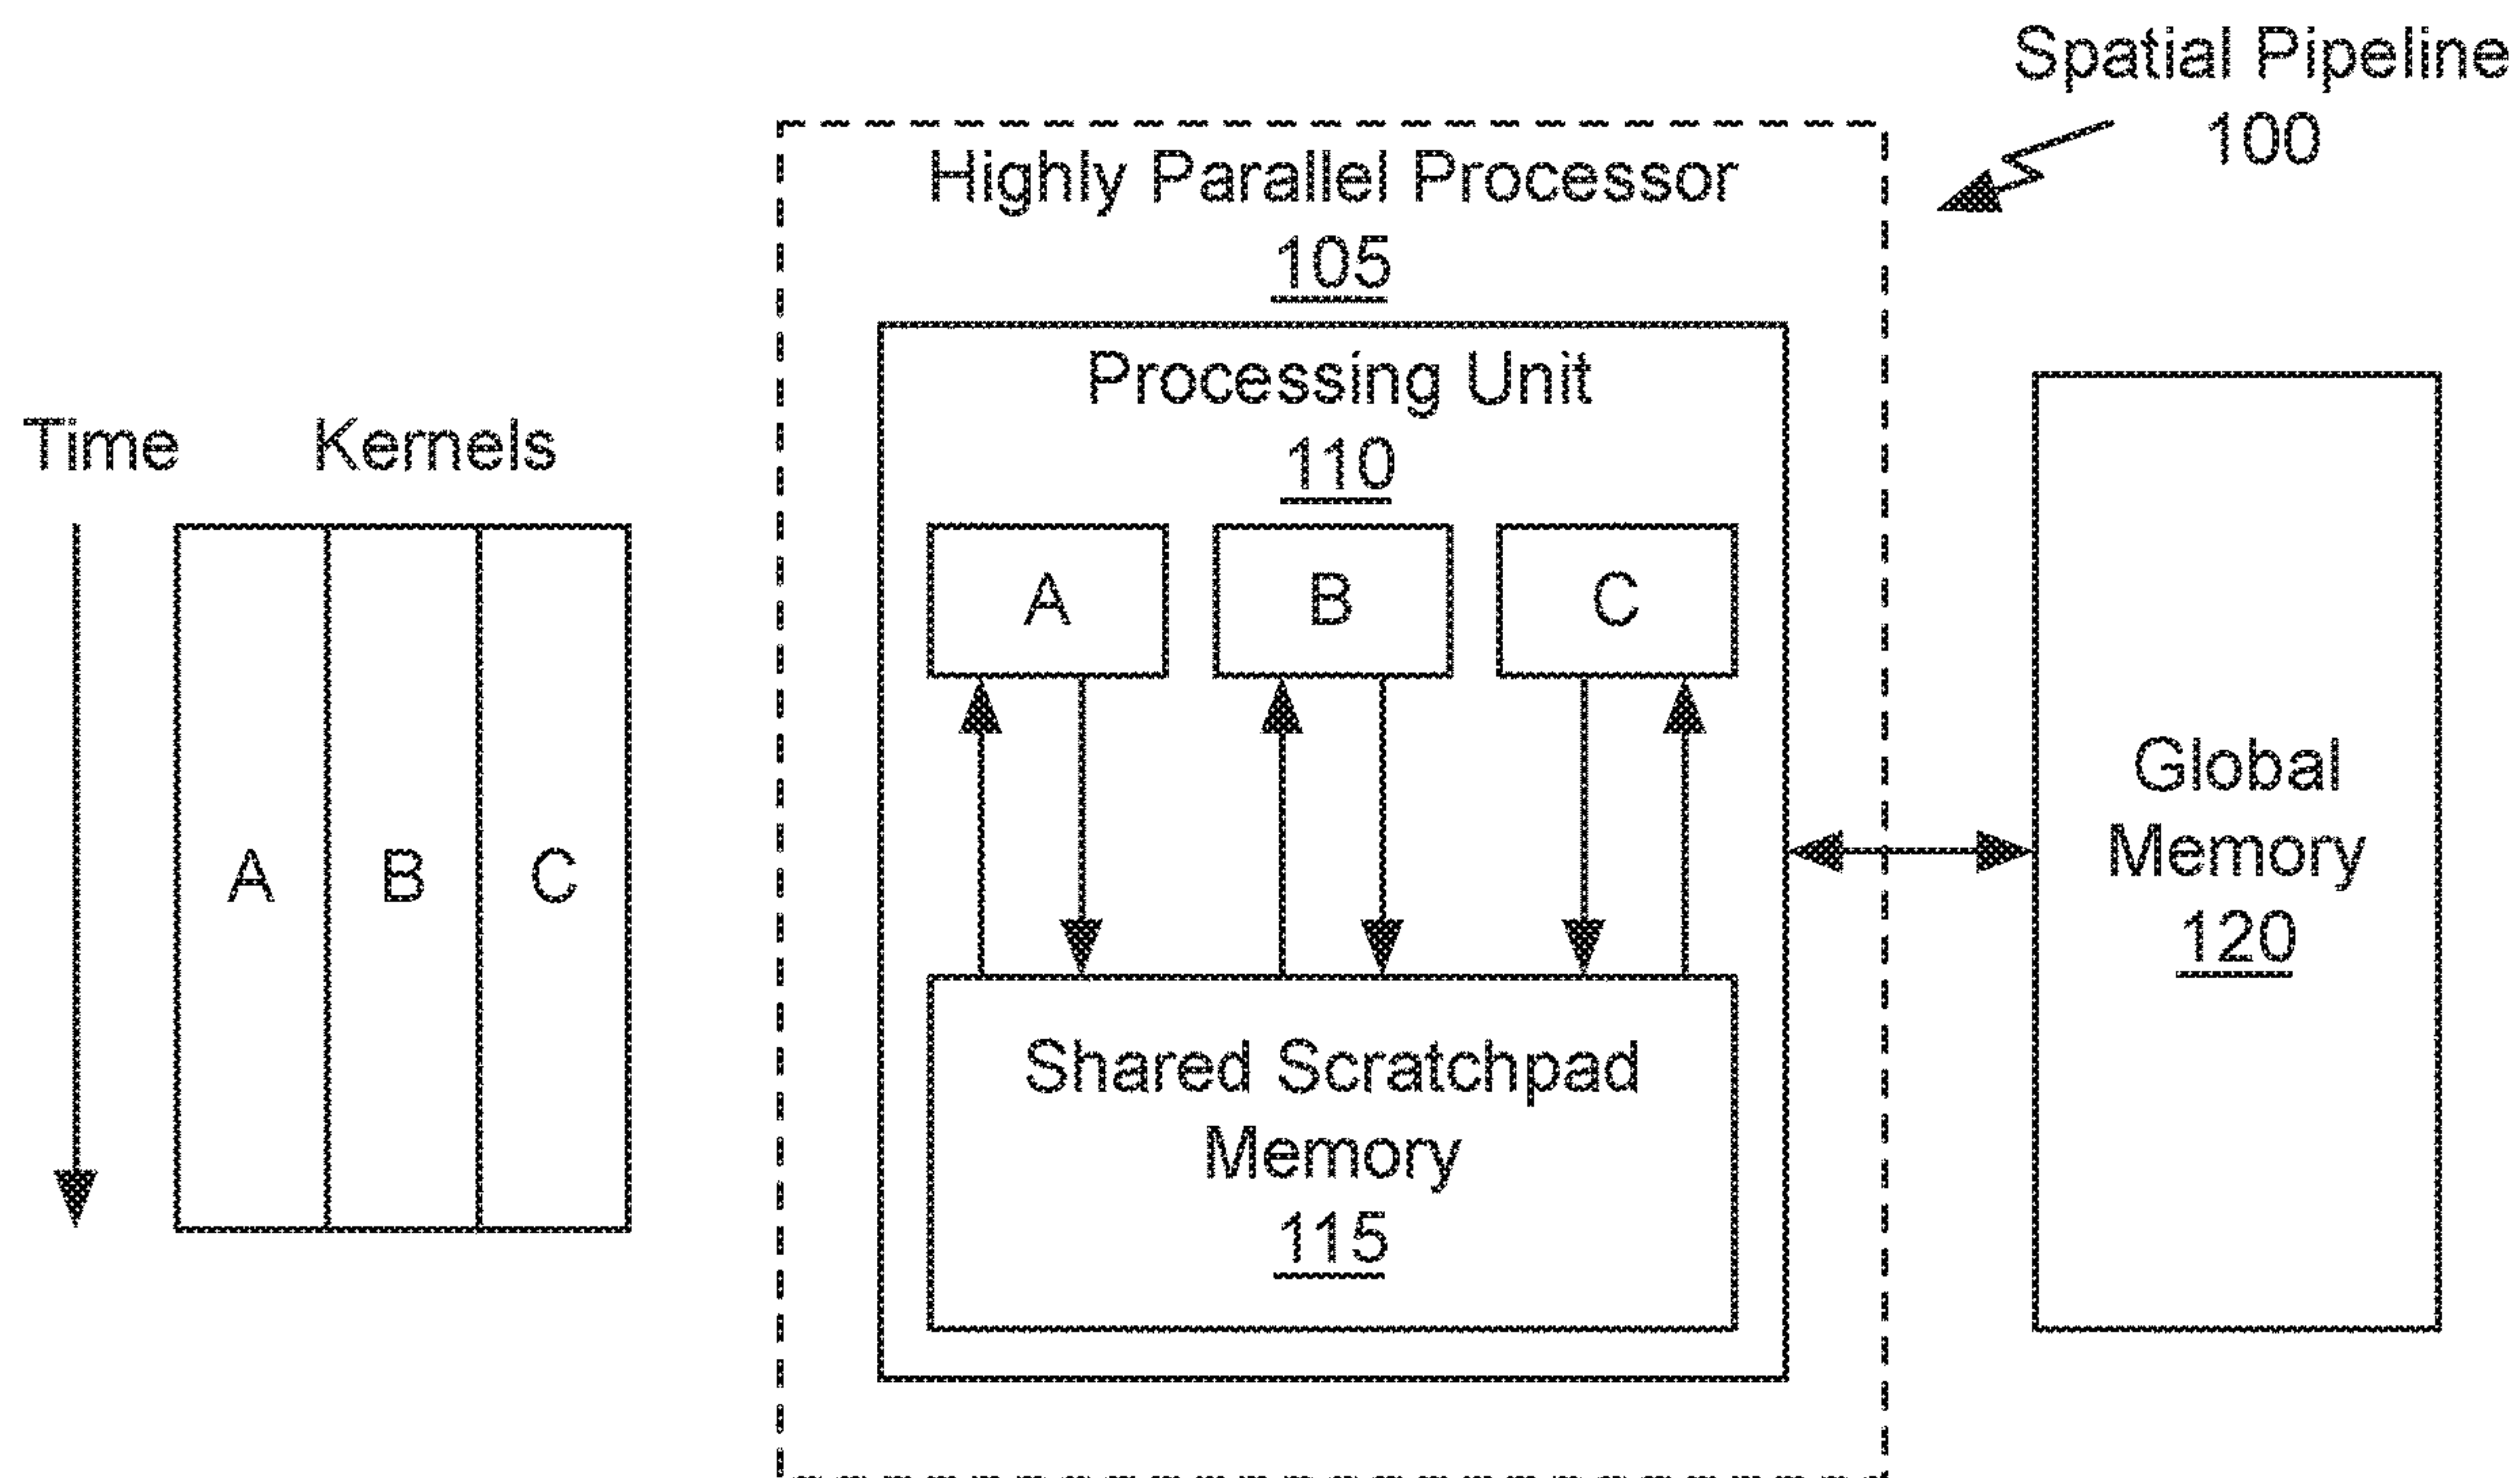 Spatial Pipeline
100
Highly Parallel Processor
105
Processing Unit
110
Time
Kernels
A
B
C
A
B
C
Shared Scratchpad
Memory
115
Global
Memory
120